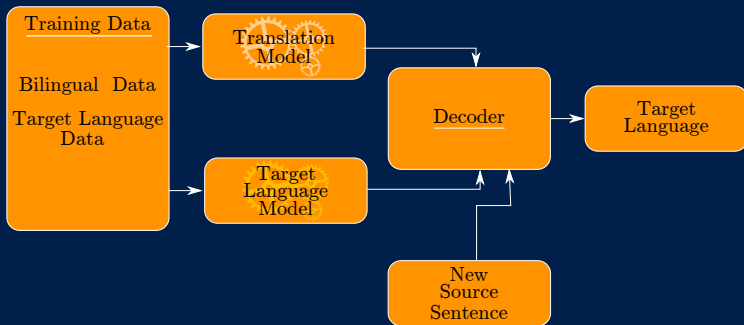 Training Data
Bilingual Data
Target Language
Data
Translation
Model
Target
Language
Model
Decoder
Target
Language
New
Source
Sentence